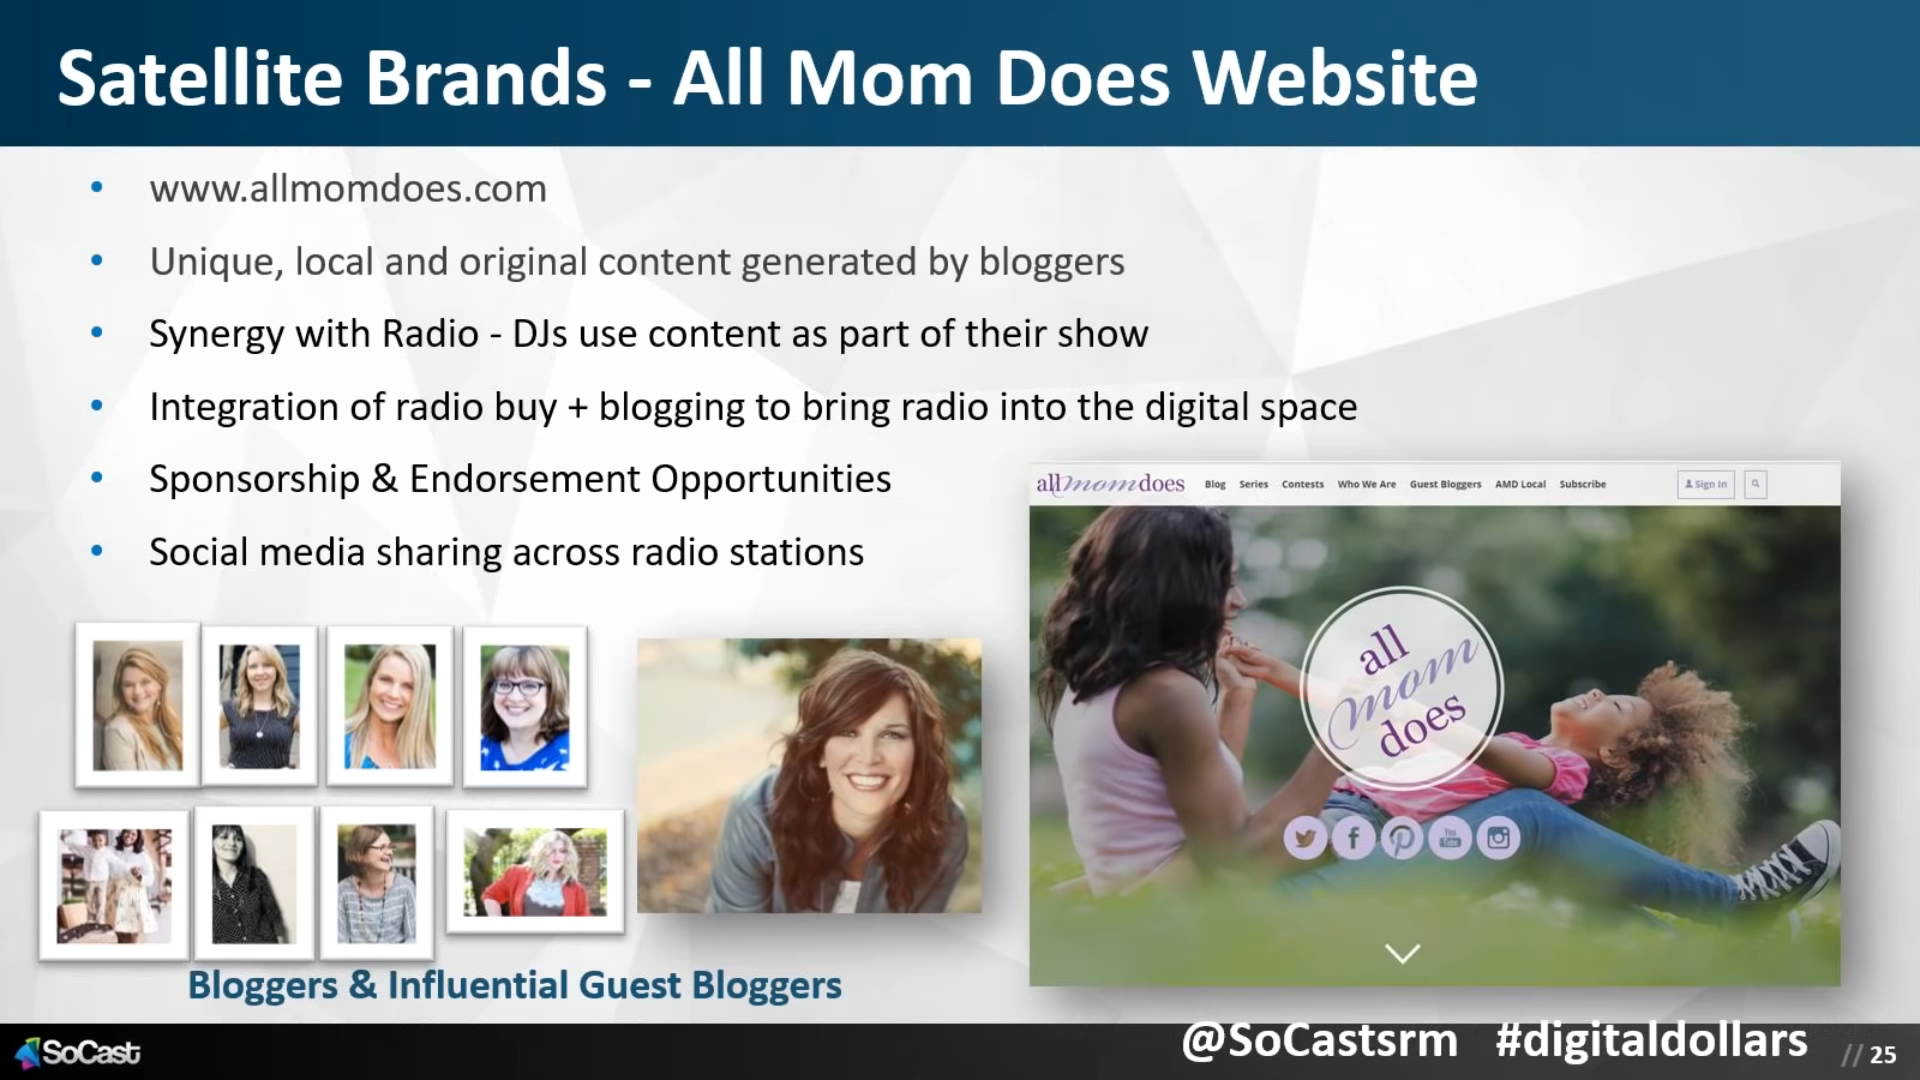 Satellite Brands - All Mom Does Website
• www.allmomdoes.com
• Unique, local and original content generated by bloggers
• Synergy with Radio - DJs use content as part of their show
• Integration of radio buy + blogging to bring radio into the digital space
• Sponsorship & Endorsement Opportunities
• Social media sharing across radio stations
allmomdoes Blog Series Contests Who We Are Guest Bloggers AMD Local Subscribe Sign In
all
mom
does
You
Tube
Bloggers & Influential Guest Bloggers
SoCast
@SoCastsrm #digitaldollars // 25